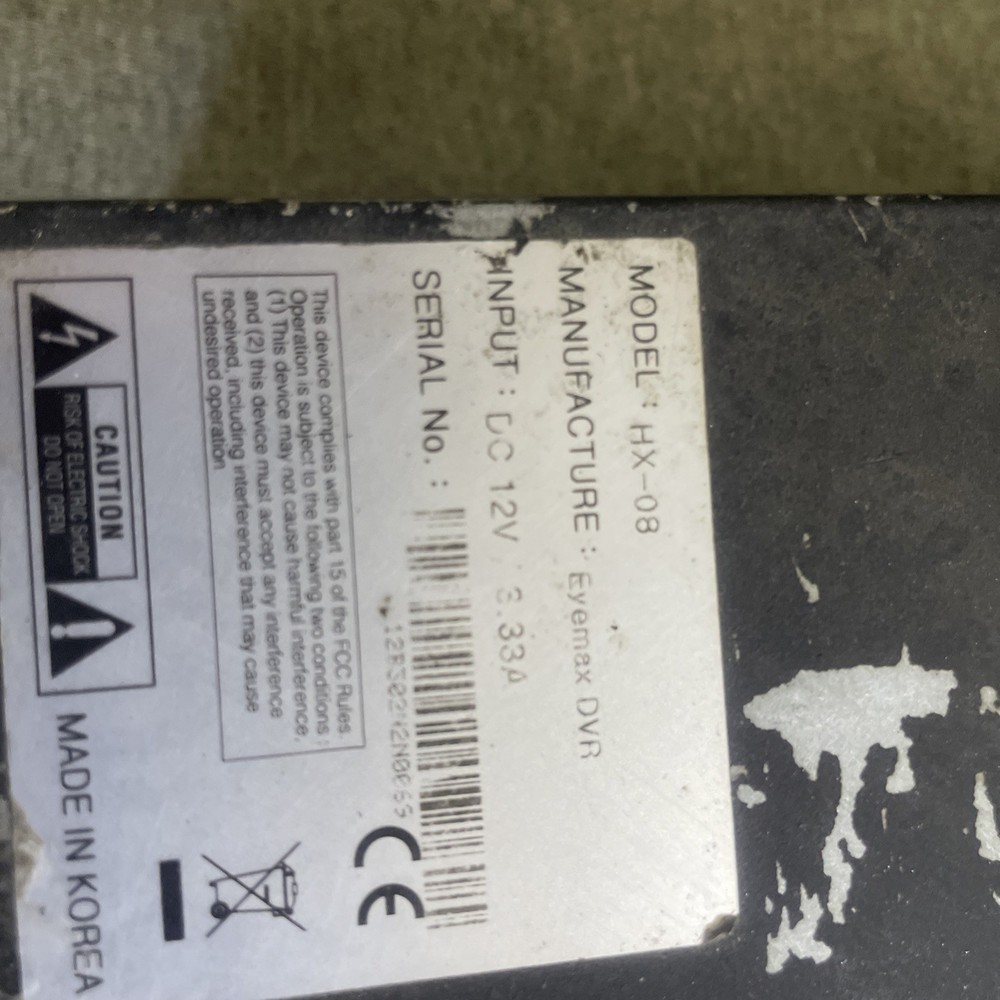 MODEL : HX-08
MANUFACTURE : Eyemax DVR
INPUT : DC 12V, 3.33A
SERIAL No. :
This device complies with part 15 of the FCC Rules.
Operation is subject to the following two conditions :
(1) This device may not cause harmful interference,
and (2) this device must accept any interference
received, including interference that may cause
undesired operation
CE
CAUTION
RISK OF ELECTRIC SHOCK
DO NOT OPEN
MADE IN KOREA